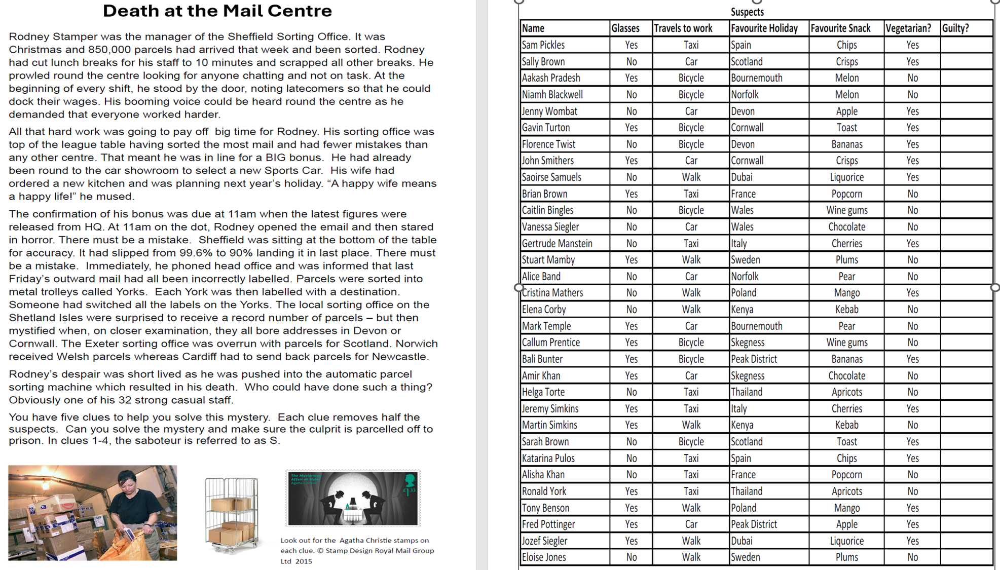 Death at the Mail Centre
Rodney Stamper was the manager of the Sheffield Sorting Office. It was
Christmas and 850,000 parcels had arrived that week and been sorted. Rodney
had cut lunch breaks for his staff to 10 minutes and scrapped all other breaks. He
prowled round the centre looking for anyone chatting and not on task. At the
beginning of every shift, he stood by the door, noting latecomers so that he could
dock their wages. His booming voice could be heard round the centre as he
demanded that everyone worked harder.
All that hard work was going to pay off big time for Rodney. His sorting office was
top of the league table having sorted the most mail and had fewer mistakes than
any other centre. That meant he was in line for a BIG bonus. He had already
been round to the car showroom to select a new Sports Car. His wife had
ordered a new kitchen and was planning next year's holiday. “A happy wife means
a happy life!” he mused.
The confirmation of his bonus was due at 11am when the latest figures were
released from HQ. At 11am on the dot, Rodney opened the email and then stared
in horror. There must be a mistake. Sheffield was sitting at the bottom of the table
for accuracy. It had slipped from 99.6% to 90% landing it in last place. There must
be a mistake. Immediately, he phoned head office and was informed that last
Friday's outward mail had all been incorrectly labelled. Parcels were sorted into
metal trolleys called Yorks. Each York was then labelled with a destination.
Someone had switched all the labels on the Yorks. The local sorting office on the
Shetland Isles were surprised to receive a record number of parcels – but then
mystified when, on closer examination, they all bore addresses in Devon or
Cornwall. The Exeter sorting office was overrun with parcels for Scotland. Norwich
received Welsh parcels whereas Cardiff had to send back parcels for Newcastle.
Rodney's despair was short lived as he was pushed into the automatic parcel
sorting machine which resulted in his death. Who could have done such a thing?
Obviously one of his 32 strong casual staff.
You have five clues to help you solve this mystery. Each clue removes half the
suspects. Can you solve the mystery and make sure the culprit is parcelled off to
prison. In clues 1-4, the saboteur is referred to as S.
The Mysterious
Affair at Styles
Agatha Christie
£1.33
Look out for the Agatha Christie stamps on
each clue. © Stamp Design Royal Mail Group
Ltd 2015
Suspects
Name Glasses Travels to work Favourite Holiday Favourite Snack Vegetarian? Guilty?
Sam Pickles Yes Taxi Spain Chips Yes
Sally Brown No Car Scotland Crisps Yes
Aakash Pradesh Yes Bicycle Bournemouth Melon No
Niamh Blackwell No Bicycle Norfolk Melon No
Jenny Wombat No Car Devon Apple Yes
Gavin Turton Yes Bicycle Cornwall Toast Yes
Florence Twist No Bicycle Devon Bananas Yes
John Smithers Yes Car Cornwall Crisps Yes
Saoirse Samuels No Walk Dubai Liquorice Yes
Brian Brown Yes Taxi France Popcorn No
Caitlin Bingles No Bicycle Wales Wine gums No
Vanessa Siegler No Car Wales Chocolate No
Gertrude Manstein No Taxi Italy Cherries Yes
Stuart Mamby Yes Walk Sweden Plums No
Alice Band No Car Norfolk Pear No
Cristina Mathers No Walk Poland Mango Yes
Elena Corby No Walk Kenya Kebab No
Mark Temple Yes Car Bournemouth Pear No
Callum Prentice Yes Bicycle Skegness Wine gums No
Bali Bunter Yes Bicycle Peak District Bananas Yes
Amir Khan Yes Car Skegness Chocolate No
Helga Torte No Taxi Thailand Apricots No
Jeremy Simkins Yes Taxi Italy Cherries Yes
Martin Simkins Yes Walk Kenya Kebab No
Sarah Brown No Bicycle Scotland Toast Yes
Katarina Pulos No Taxi Spain Chips Yes
Alisha Khan No Taxi France Popcorn No
Ronald York Yes Taxi Thailand Apricots No
Tony Benson Yes Walk Poland Mango Yes
Fred Pottinger Yes Car Peak District Apple Yes
Jozef Siegler Yes Walk Dubai Liquorice Yes
Eloise Jones No Walk Sweden Plums No